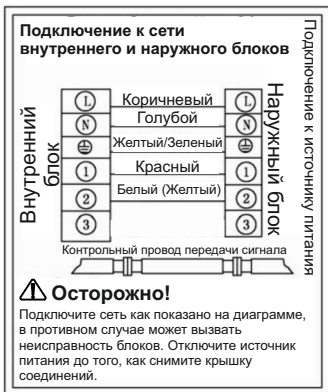 Подключение к сети
внутреннего и наружного блоков
Подключение к источнику питания
Внутренний
блок
Наружный блок
L Коричневый L
N Голубой N
Желтый/Зеленый
1 Красный 1
2 Белый (Желтый) 2
3 3
Контрольный провод передачи сигнала
Осторожно!
Подключите сеть как показано на диаграмме,
в противном случае может вызвать
неисправность блоков. Отключите источник
питания до того, как снимите крышку
соединений.